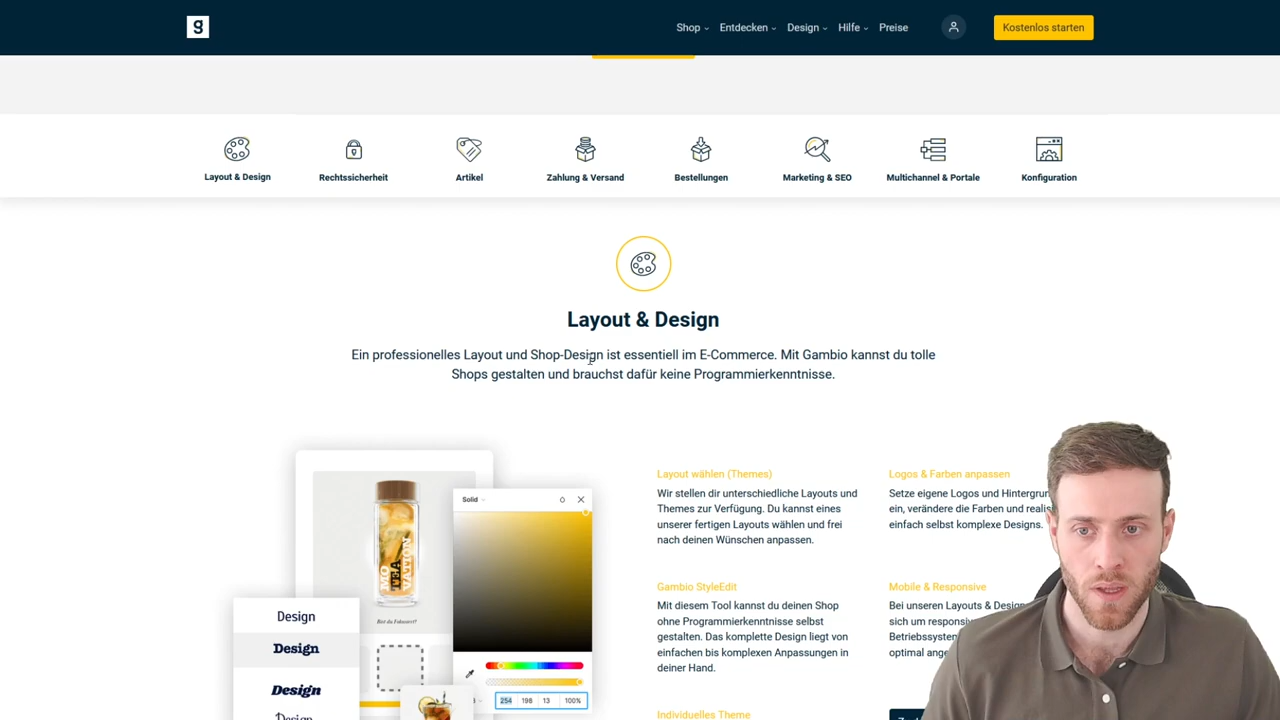 g
Shop
Entdecken
Design
Hilfe
Preise
Kostenlos starten
Layout & Design
Rechtssicherheit
Artikel
Zahlung & Versand
Bestellungen
Marketing & SEO
Multichannel & Portale
Konfiguration
Layout & Design
Ein professionelles Layout und Shop-Design ist essentiell im E-Commerce. Mit Gambio kannst du tolle
Shops gestalten und brauchst dafür keine Programmierkenntnisse.
MO
TEA
VATION
Bist du Fokussiert?
Solid
254 198 13 100%
Design
Design
Design
Design
Layout wählen (Themes)
Wir stellen dir unterschiedliche Layouts und
Themes zur Verfügung. Du kannst eines
unserer fertigen Layouts wählen und frei
nach deinen Wünschen anpassen.
Logos & Farben anpassen
Setze eigene Logos und
ein, verändere die Farben und
einfach selbst komplexe Designs.
Gambio StyleEdit
Mit diesem Tool kannst du deinen Shop
ohne Programmierkenntnisse selbst
gestalten. Das komplette Design liegt von
einfachen bis komplexen Anpassungen in
deiner Hand.
Mobile & Responsive
Bei unseren Layouts &
sich um
optimal
Individuelles Theme